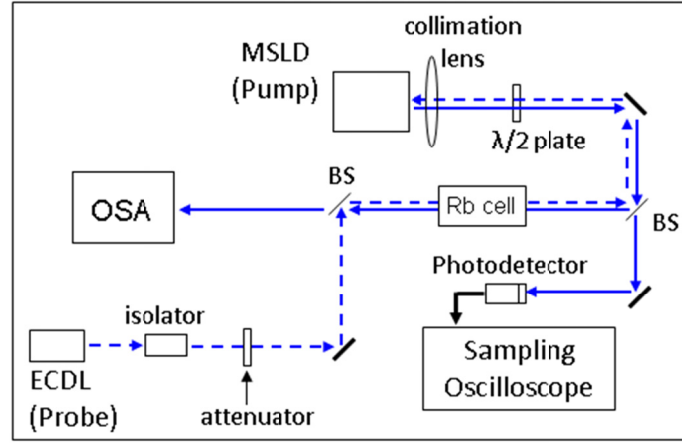 MSLD
(Pump)
collimation
lens
λ/2 plate
BS
OSA
Rb cell
BS
Photodetector
isolator
ECDL
(Probe)
attenuator
Sampling
Oscilloscope